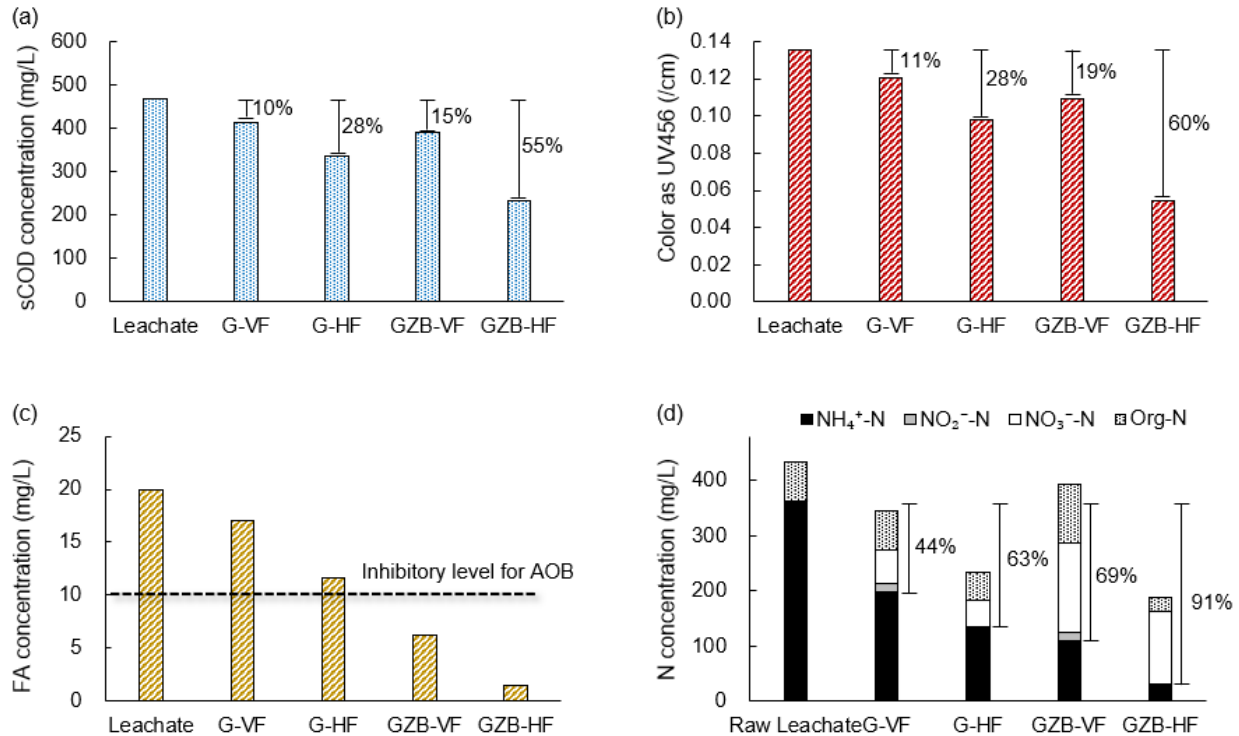 (a)
sCOD concentration (mg/L)
600
500
400
300
200
100
0
10%
28%
15%
55%
Leachate G-VF G-HF GZB-VF GZB-HF
(b)
Color as UV456 (/cm)
0.14
0.12
0.10
0.08
0.06
0.04
0.02
0.00
11%
28%
19%
60%
Leachate G-VF G-HF GZB-VF GZB-HF
(c)
FA concentration (mg/L)
25
20
15
10
5
0
Inhibitory level for AOB
Leachate G-VF G-HF GZB-VF GZB-HF
(d)
NH₄⁺-N NO₂⁻-N NO₃⁻-N Org-N
N concentration (mg/L)
400
300
200
100
0
44%
63%
69%
91%
Raw Leachate G-VF G-HF GZB-VF GZB-HF